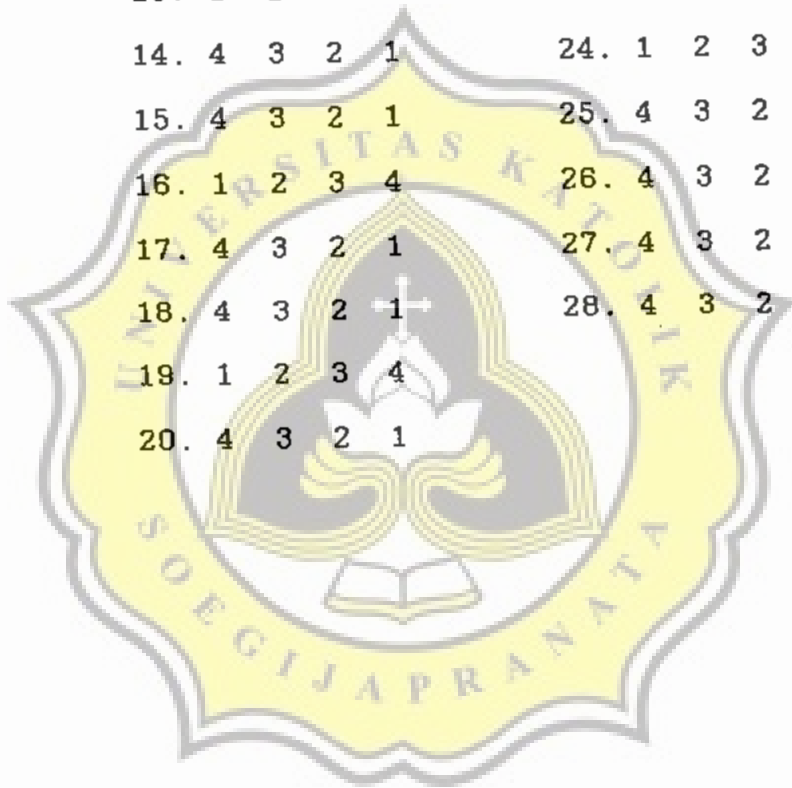 14. 4 3 2 1 24. 1 2 3
15. 4 3 2 1 25. 4 3 2
16. 1 2 3 4 26. 4 3 2
17. 4 3 2 1 27. 4 3 2
18. 4 3 2 1 28. 4 3 2
19. 1 2 3 4
20. 4 3 2 1
UNIVERSITAS KATOLIK
SOEGIJAPRANATA